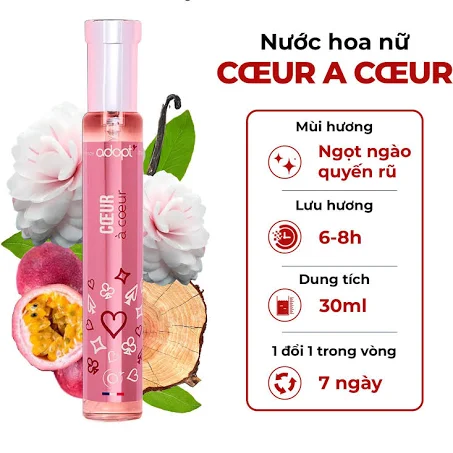 Nước hoa nữ
CŒUR A CŒUR
Mùi hương
Ngọt ngào
quyến rũ
Lưu hương
6-8h
Dung tích
30ml
1 đổi 1 trong vòng
7 ngày
adopt'
CŒUR
à cœur